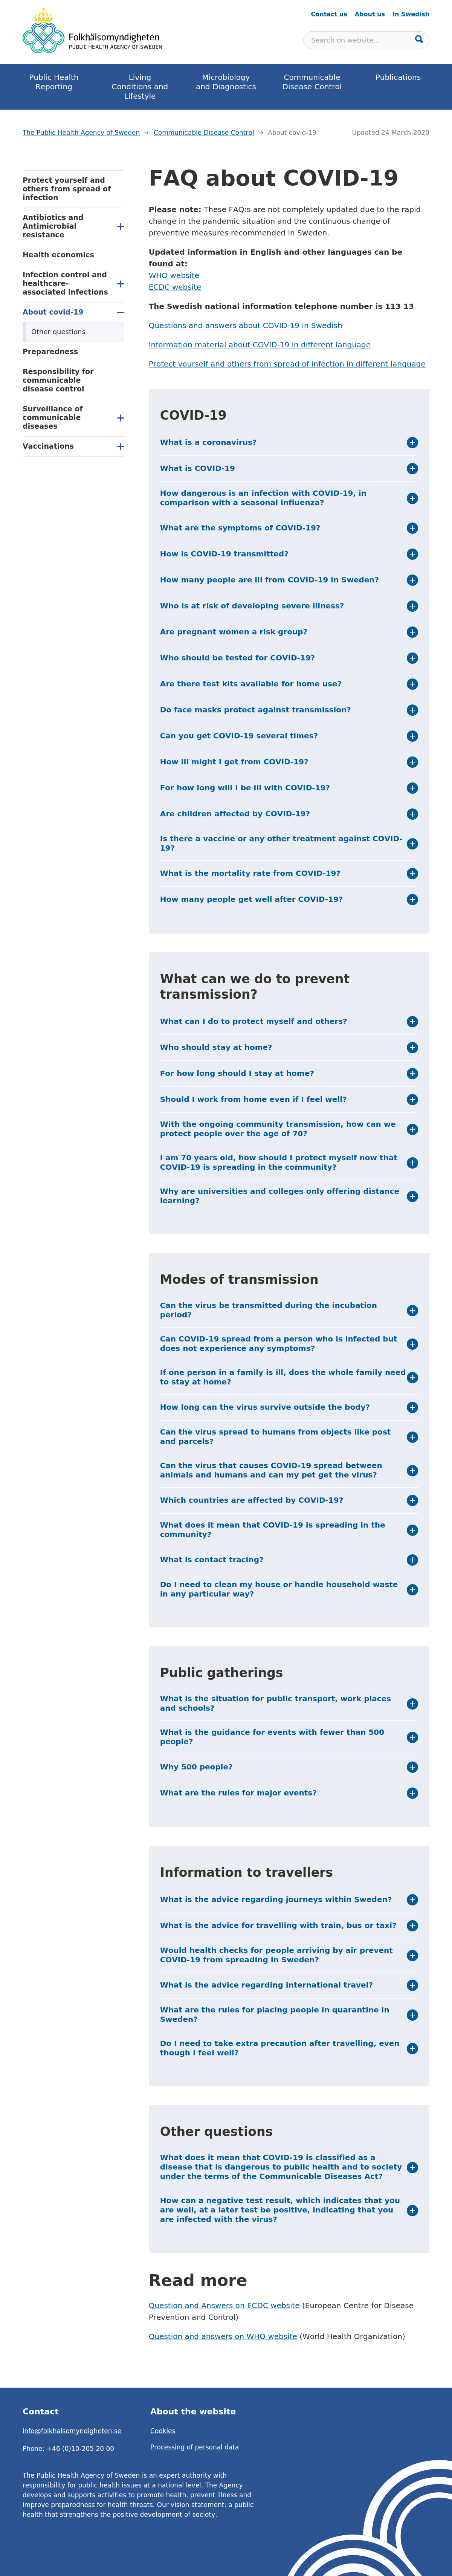 Contact us About us In Swedish
Folkhälsomyndigheten
PUBLIC HEALTH AGENCY OF SWEDEN
Search on website...
Public Health
Reporting
Living
Conditions and
Lifestyle
Microbiology
and Diagnostics
Communicable
Disease Control
Publications
The Public Health Agency of Sweden → Communicable Disease Control → About covid-19
Updated 24 March 2020
Protect yourself and
others from spread of
infection
Antibiotics and
Antimicrobial
resistance
Health economics
Infection control and
healthcare-
associated infections
About covid-19
Other questions
Preparedness
Responsibility for
communicable
disease control
Surveillance of
communicable
diseases
Vaccinations
FAQ about COVID-19
Please note: These FAQ:s are not completely updated due to the rapid
change in the pandemic situation and the continuous change of
preventive measures recommended in Sweden.
Updated information in English and other languages can be
found at:
WHO website
ECDC website
The Swedish national information telephone number is 113 13
Questions and answers about COVID-19 in Swedish
Information material about COVID-19 in different language
Protect yourself and others from spread of infection in different language
COVID-19
What is a coronavirus?
What is COVID-19
How dangerous is an infection with COVID-19, in
comparison with a seasonal influenza?
What are the symptoms of COVID-19?
How is COVID-19 transmitted?
How many people are ill from COVID-19 in Sweden?
Who is at risk of developing severe illness?
Are pregnant women a risk group?
Who should be tested for COVID-19?
Are there test kits available for home use?
Do face masks protect against transmission?
Can you get COVID-19 several times?
How ill might I get from COVID-19?
For how long will I be ill with COVID-19?
Are children affected by COVID-19?
Is there a vaccine or any other treatment against COVID-
19?
What is the mortality rate from COVID-19?
How many people get well after COVID-19?
What can we do to prevent
transmission?
What can I do to protect myself and others?
Who should stay at home?
For how long should I stay at home?
Should I work from home even if I feel well?
With the ongoing community transmission, how can we
protect people over the age of 70?
I am 70 years old, how should I protect myself now that
COVID-19 is spreading in the community?
Why are universities and colleges only offering distance
learning?
Modes of transmission
Can the virus be transmitted during the incubation
period?
Can COVID-19 spread from a person who is infected but
does not experience any symptoms?
If one person in a family is ill, does the whole family need
to stay at home?
How long can the virus survive outside the body?
Can the virus spread to humans from objects like post
and parcels?
Can the virus that causes COVID-19 spread between
animals and humans and can my pet get the virus?
Which countries are affected by COVID-19?
What does it mean that COVID-19 is spreading in the
community?
What is contact tracing?
Do I need to clean my house or handle household waste
in any particular way?
Public gatherings
What is the situation for public transport, work places
and schools?
What is the guidance for events with fewer than 500
people?
Why 500 people?
What are the rules for major events?
Information to travellers
What is the advice regarding journeys within Sweden?
What is the advice for travelling with train, bus or taxi?
Would health checks for people arriving by air prevent
COVID-19 from spreading in Sweden?
What is the advice regarding international travel?
What are the rules for placing people in quarantine in
Sweden?
Do I need to take extra precaution after travelling, even
though I feel well?
Other questions
What does it mean that COVID-19 is classified as a
disease that is dangerous to public health and to society
under the terms of the Communicable Diseases Act?
How can a negative test result, which indicates that you
are well, at a later test be positive, indicating that you
are infected with the virus?
Read more
Question and Answers on ECDC website (European Centre for Disease
Prevention and Control)
Question and answers on WHO website (World Health Organization)
Contact
info@folkhalsomyndigheten.se
Phone: +46 (0)10-205 20 00
About the website
Cookies
Processing of personal data
The Public Health Agency of Sweden is an expert authority with
responsibility for public health issues at a national level. The Agency
develops and supports activities to promote health, prevent illness and
improve preparedness for health threats. Our vision statement: a public
health that strengthens the positive development of society.